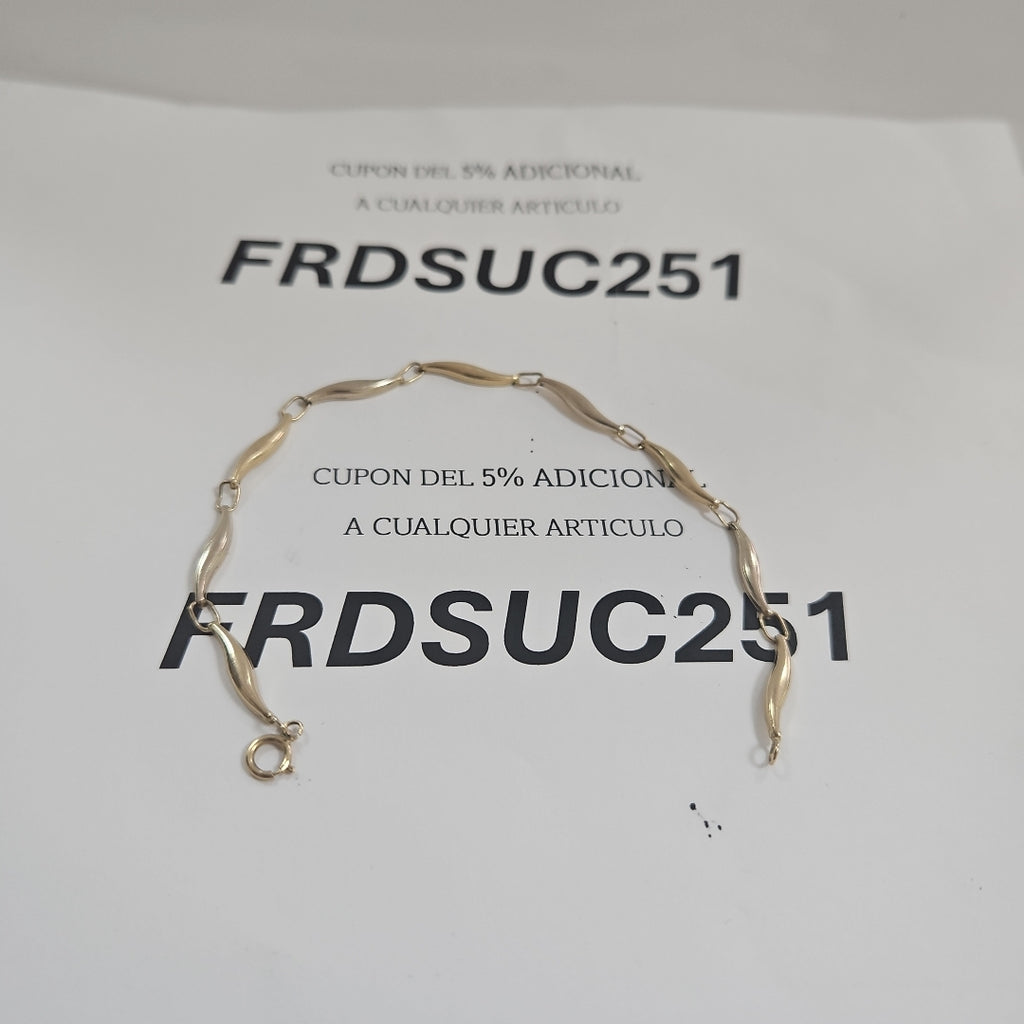 CUPON DEL 5% ADICIONAL
A CUALQUIER ARTICULO
FRDSUC251
CUPON DEL 5% ADICIONAL
A CUALQUIER ARTICULO
FRDSUC251